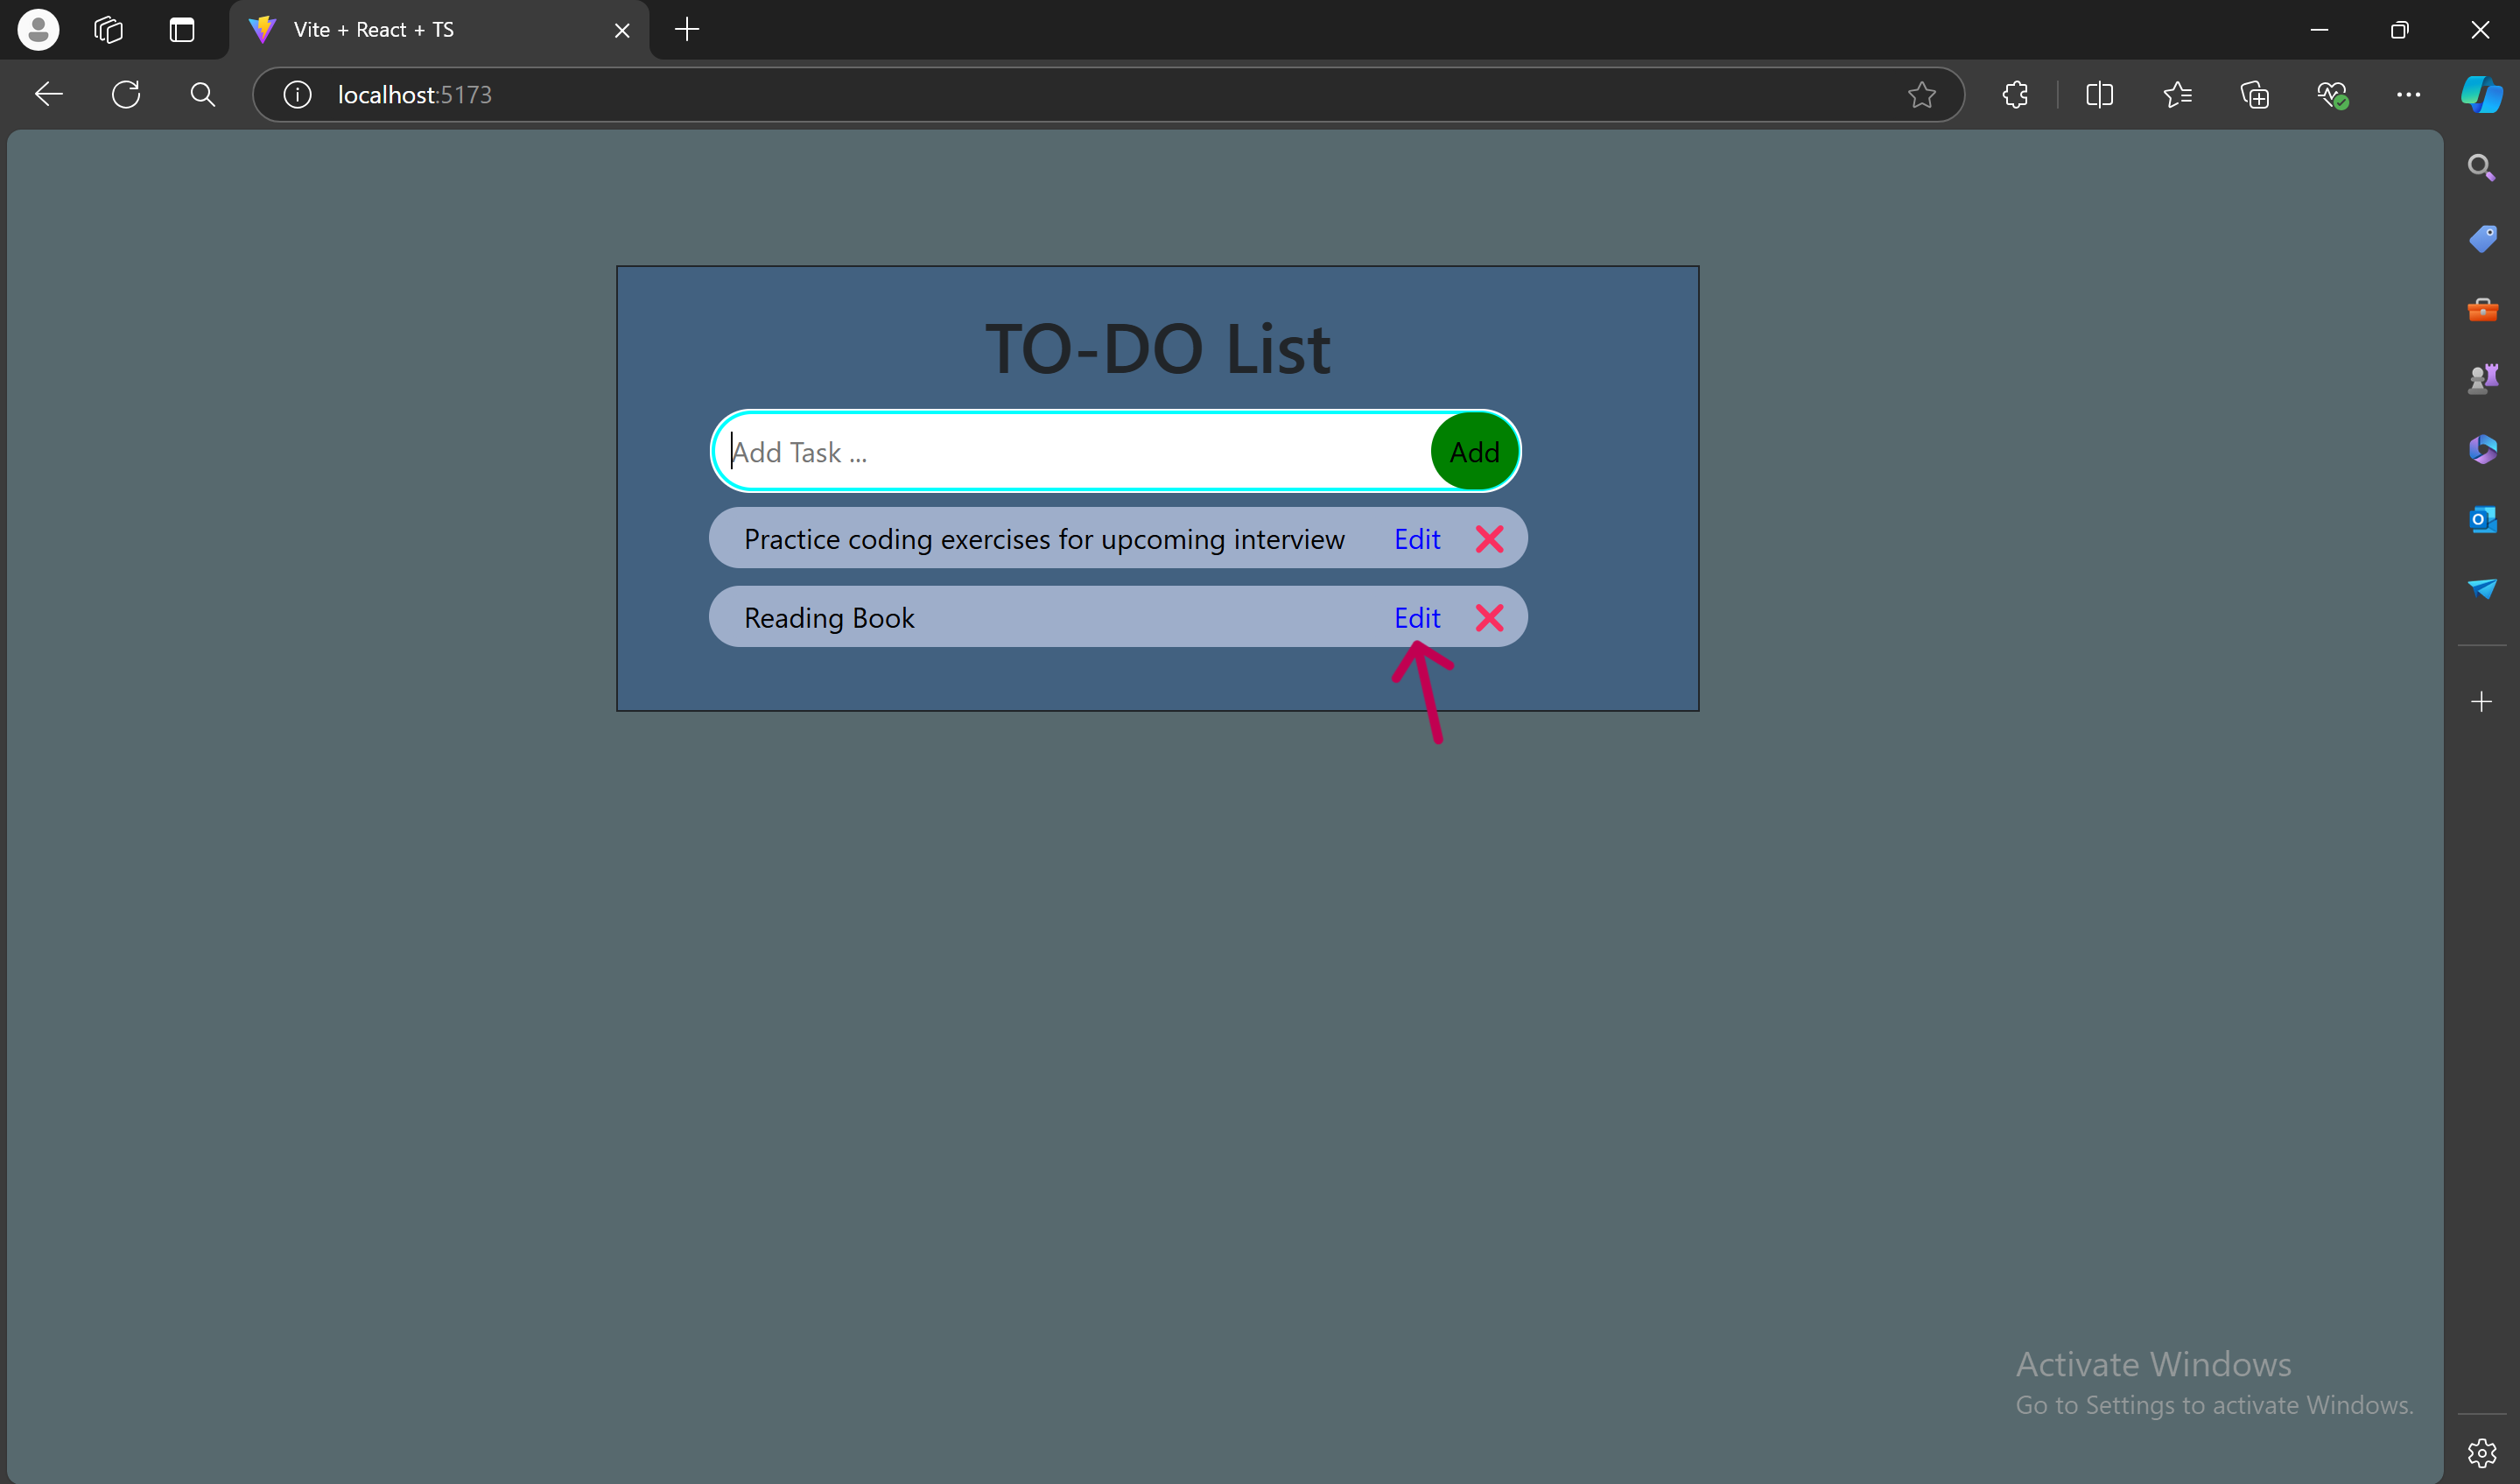 Vite + React + TS
localhost:5173
TO-DO List
Add Task ... Add
Practice coding exercises for upcoming interview Edit
Reading Book Edit
Activate Windows
Go to Settings to activate Windows.